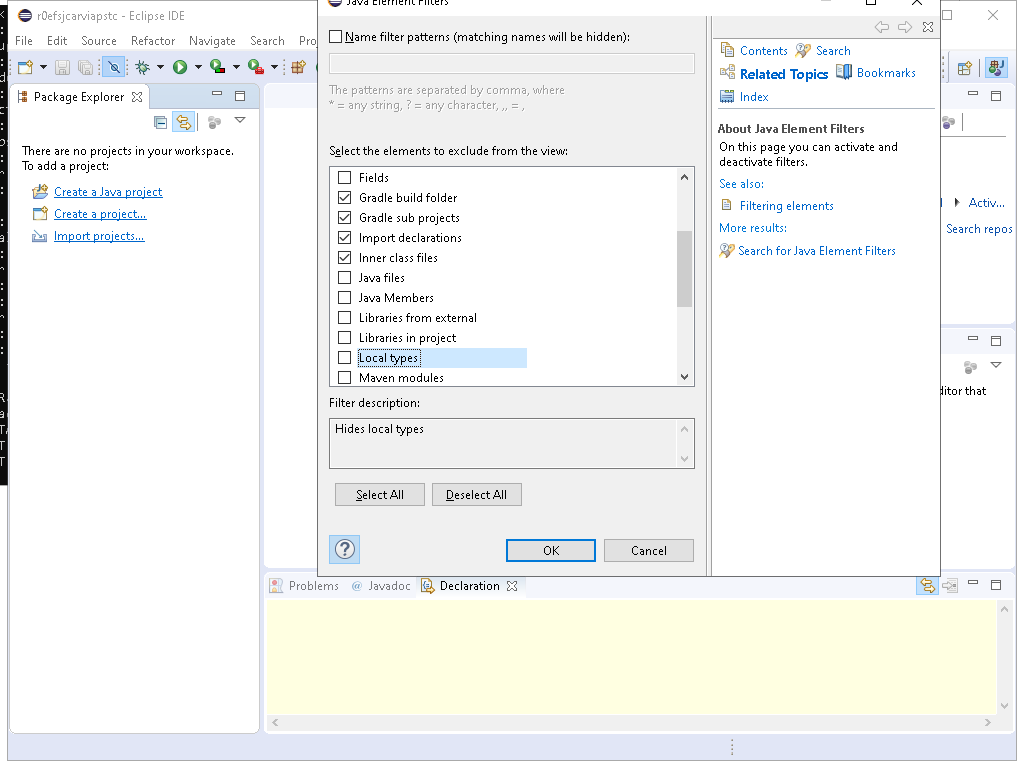 r0efsjcarviapstc - Eclipse IDE
File Edit Source Refactor Navigate Search
Package Explorer
There are no projects in your workspace.
To add a project:
Create a Java project
Create a project...
Import projects...
Java Element Filters
Name filter patterns (matching names will be hidden):
The patterns are separated by comma, where
* = any string, ? = any character, ,, = ,
Select the elements to exclude from the view:
Fields
Gradle build folder
Gradle sub projects
Import declarations
Inner class files
Java files
Java Members
Libraries from external
Libraries in project
Local types
Maven modules
Filter description:
Hides local types
Select All Deselect All
OK Cancel
Contents Search
Related Topics Bookmarks
Index
About Java Element Filters
On this page you can activate and
deactivate filters.
See also:
Filtering elements
More results:
Search for Java Element Filters
Activ...
Search repos
ditor that
Problems @ Javadoc Declaration